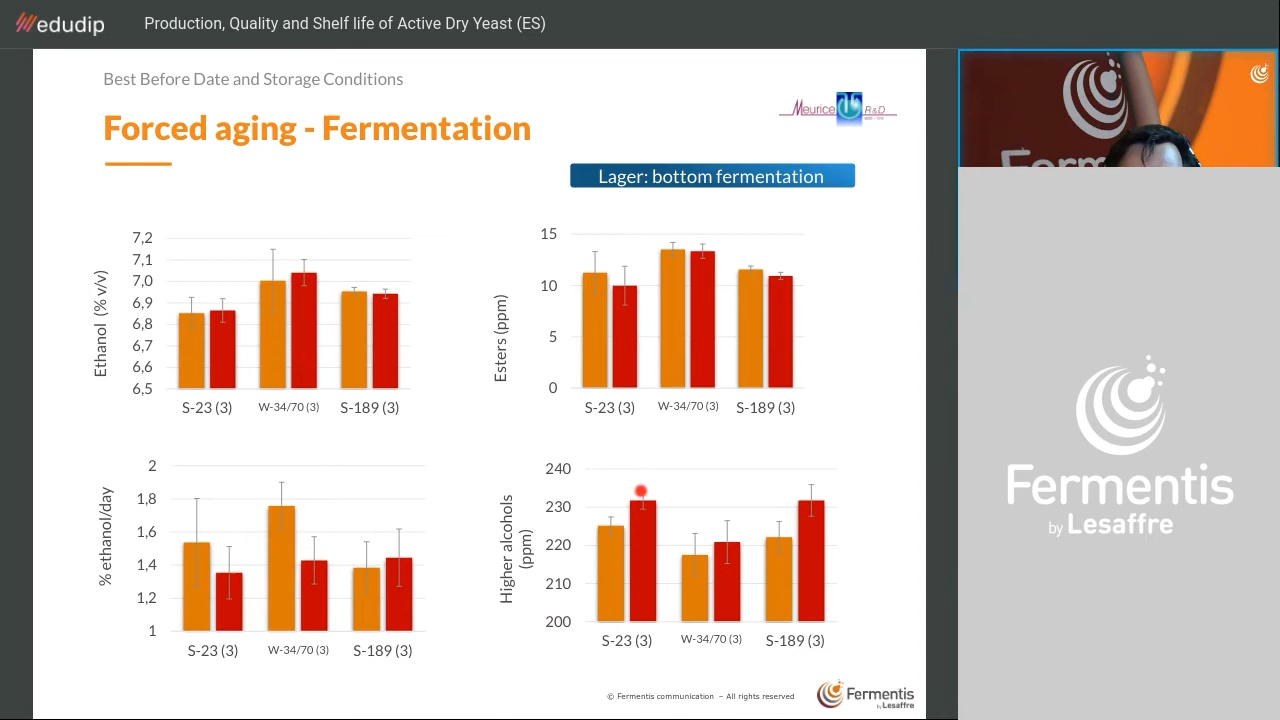 edudip
Production, Quality and Shelf life of Active Dry Yeast (ES)
Best Before Date and Storage Conditions
Forced aging - Fermentation
Meurice R&D
Lager: bottom fermentation
Ethanol (% v/v)
7,2
7,1
7,0
6,9
6,8
6,7
6,6
6,5
S-23 (3) W-34/70 (3) S-189 (3)
Esters (ppm)
15
10
5
0
S-23 (3) W-34/70 (3) S-189 (3)
% ethanol/day
2
1,8
1,6
1,4
1,2
1
S-23 (3) W-34/70 (3) S-189 (3)
Higher alcohols
(ppm)
240
230
220
210
200
S-23 (3) W-34/70 (3) S-189 (3)
© Fermentis communication – All rights reserved
Fermentis
by Lesaffre
Ferm
Fermentis
by Lesaffre